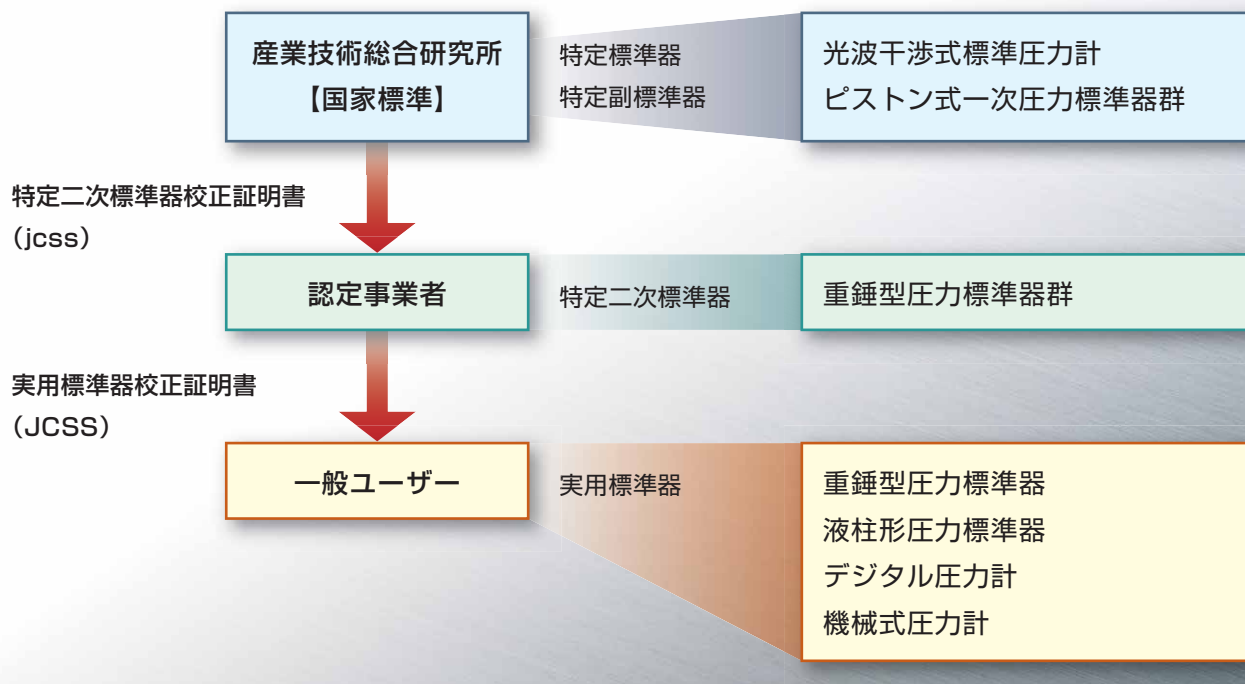 産業技術総合研究所
【国家標準】
特定標準器
特定副標準器
光波干渉式標準圧力計
ピストン式一次圧力標準器群
特定二次標準器校正証明書
(jcss)
認定事業者
特定二次標準器
重錘型圧力標準器群
実用標準器校正証明書
(JCSS)
一般ユーザー
実用標準器
重錘型圧力標準器
液柱形圧力標準器
デジタル圧力計
機械式圧力計